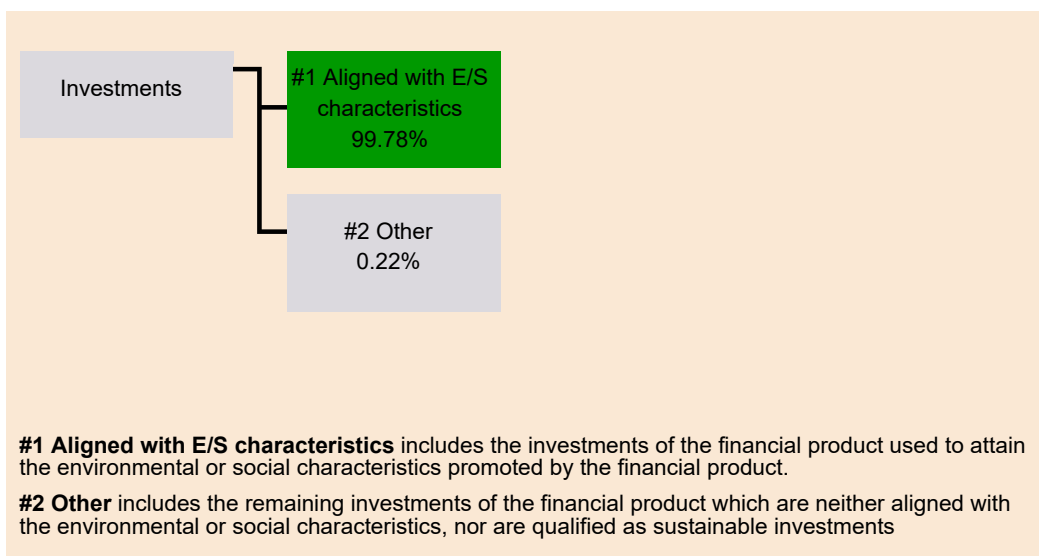 Investments
#1 Aligned with E/S
characteristics
99.78%
#2 Other
0.22%
#1 Aligned with E/S characteristics includes the investments of the financial product used to attain
the environmental or social characteristics promoted by the financial product.
#2 Other includes the remaining investments of the financial product which are neither aligned with
the environmental or social characteristics, nor are qualified as sustainable investments